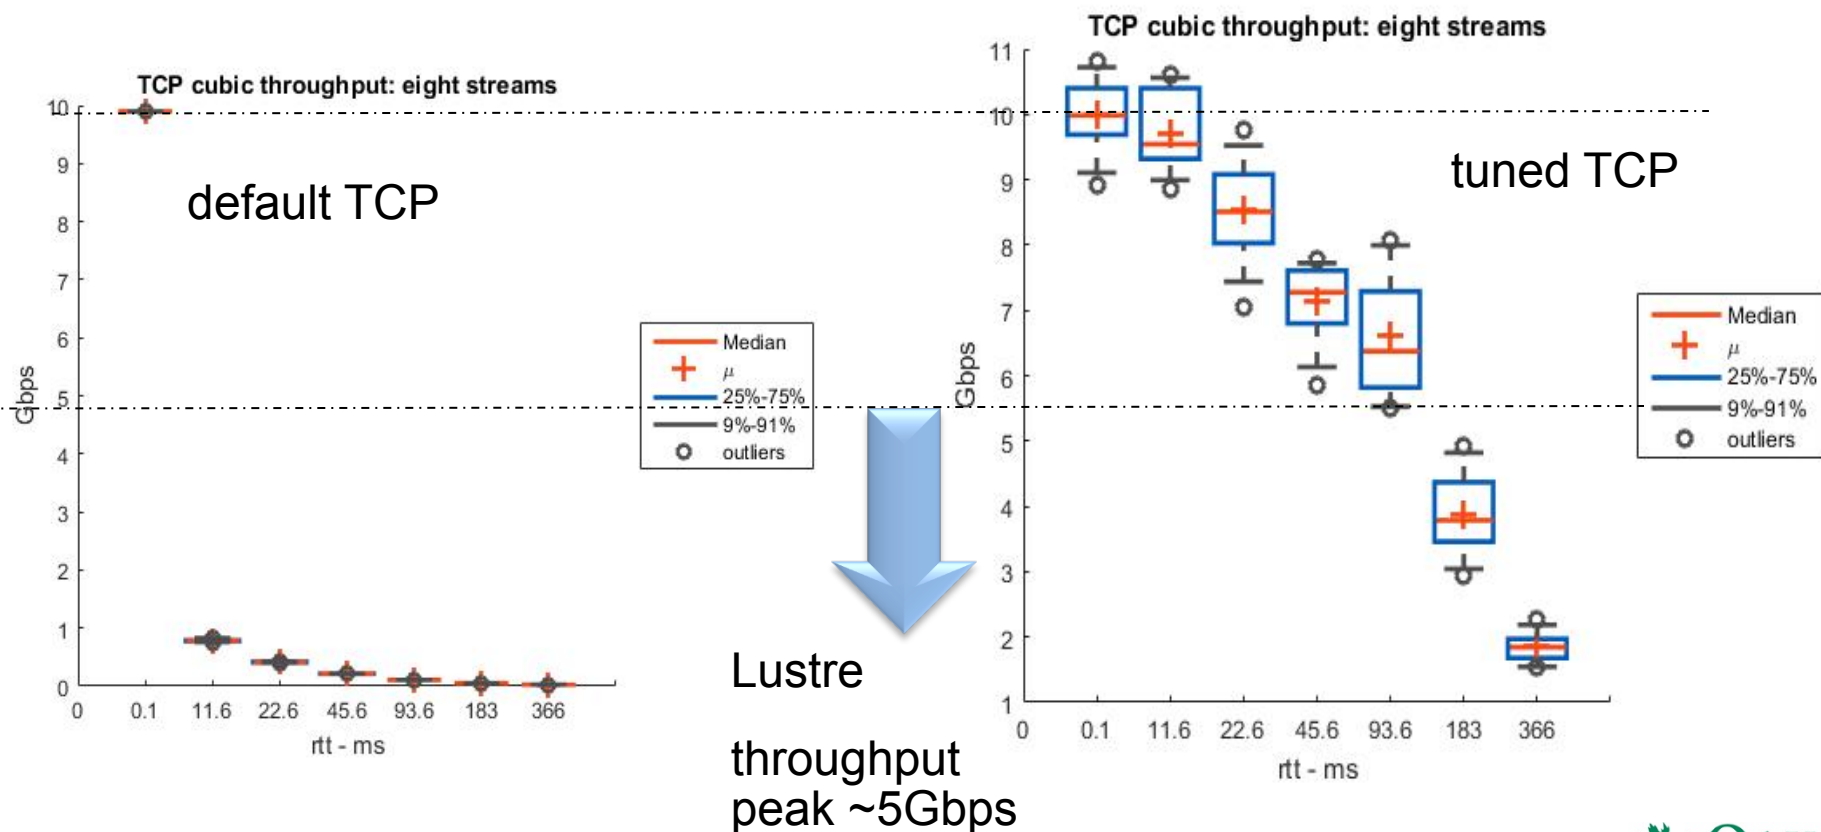 TCP cubic throughput: eight streams
10
9
8
7
6
5
4
3
2
1
0
Gbps
default TCP
Median
μ
25%-75%
9%-91%
outliers
0
0.1
11.6
22.6
45.6
93.6
183
366
rtt - ms
Lustre
throughput
peak ~5Gbps
TCP cubic throughput: eight streams
11
10
9
8
7
6
5
4
3
2
1
Gbps
tuned TCP
Median
μ
25%-75%
9%-91%
outliers
0
0.1
11.6
22.6
45.6
93.6
183
366
rtt - ms